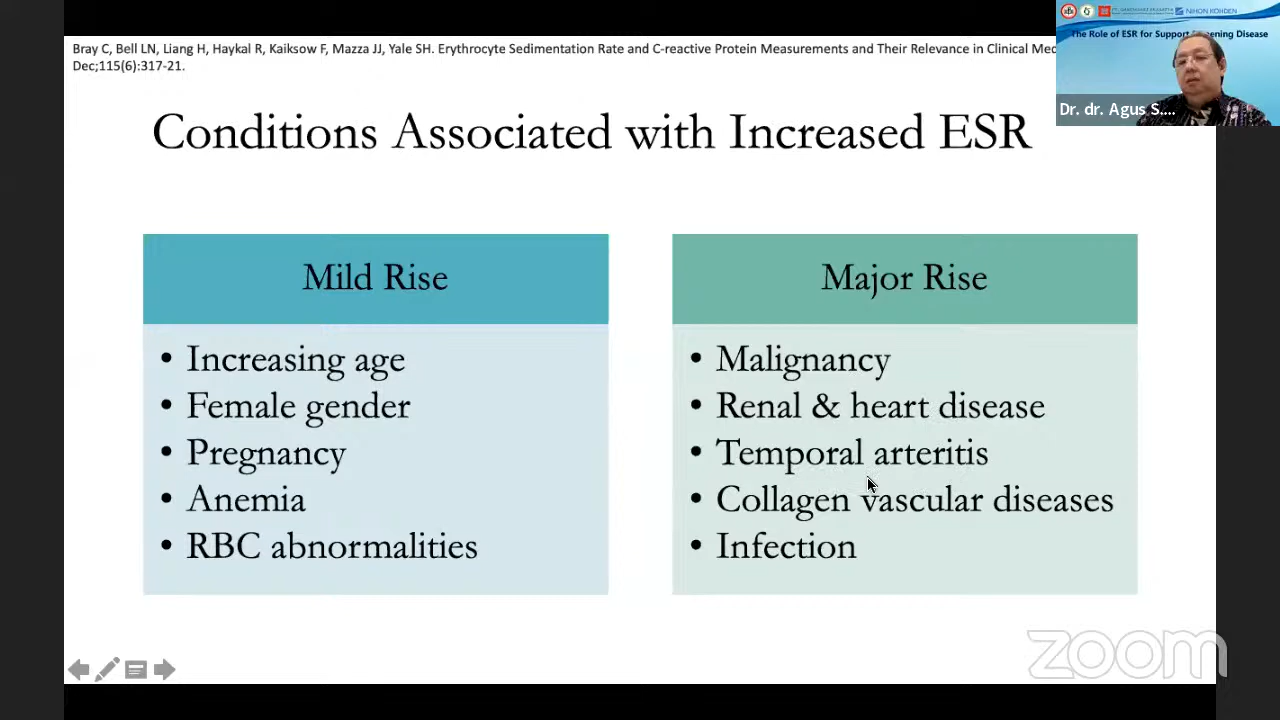 Bray C, Bell LN, Liang H, Haykal R, Kaiksow F, Mazza JJ, Yale SH. Erythrocyte Sedimentation Rate and C-reactive Protein Measurements and Their Relevance in Clinical
Dec;115(6):317-21.
NIHON KOHDEN
The Role of ESR for Disease
Dr. dr. Agus S....
Conditions Associated with Increased ESR
Mild Rise
• Increasing age
• Female gender
• Pregnancy
• Anemia
• RBC abnormalities
Major Rise
• Malignancy
• Renal & heart disease
• Temporal arteritis
• Collagen vascular diseases
• Infection
zoom